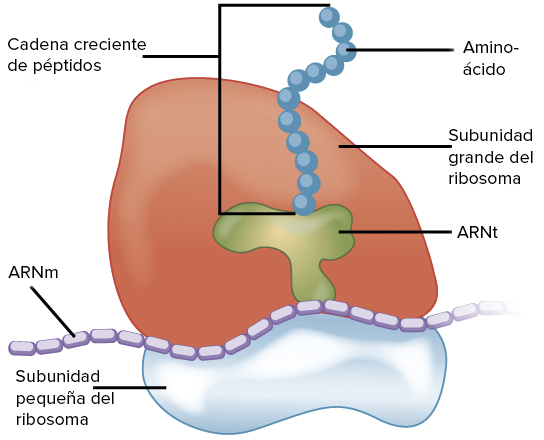 Cadena creciente
de péptidos
Amino-
ácido
Subunidad
grande del
ribosoma
ARNt
ARNm
Subunidad
pequeña del
ribosoma